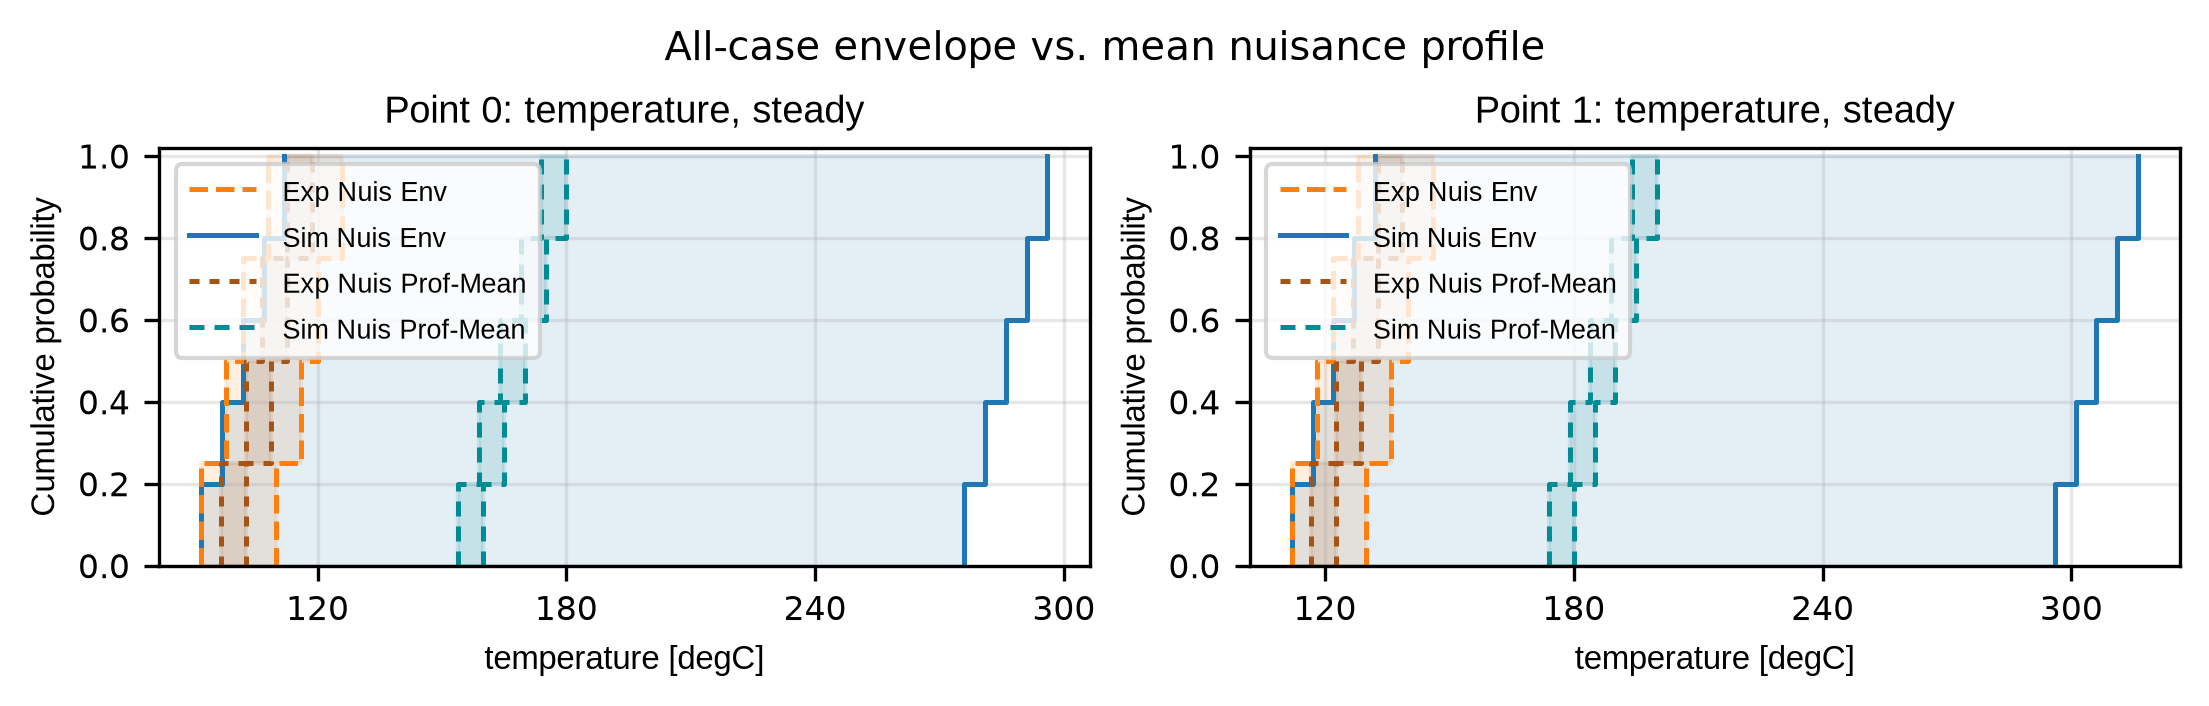 All-case envelope vs. mean nuisance profile
Point 0: temperature, steady
Cumulative probability
1.0
0.8
0.6
0.4
0.2
0.0
Exp Nuis Env
Sim Nuis Env
Exp Nuis Prof-Mean
Sim Nuis Prof-Mean
120
180
240
300
temperature [degC]
Point 1: temperature, steady
Cumulative probability
1.0
0.8
0.6
0.4
0.2
0.0
Exp Nuis Env
Sim Nuis Env
Exp Nuis Prof-Mean
Sim Nuis Prof-Mean
120
180
240
300
temperature [degC]